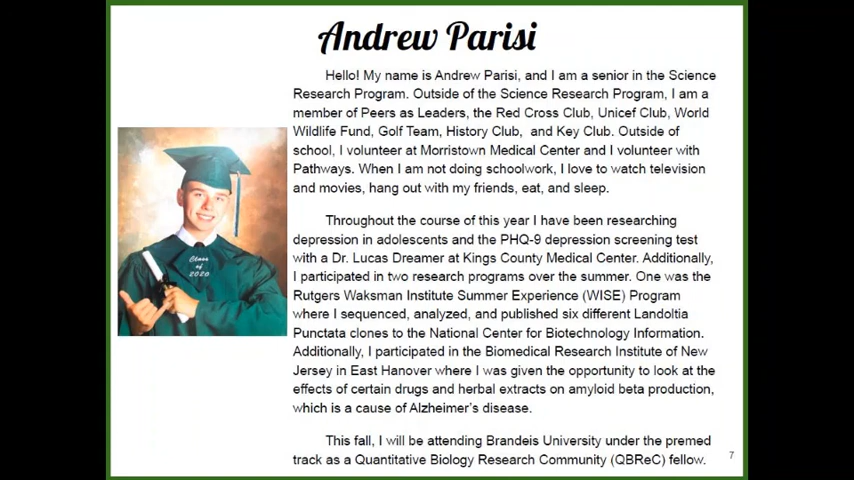 Andrew Parisi
Hello! My name is Andrew Parisi, and I am a senior in the Science
Research Program. Outside of the Science Research Program, I am a
member of Peers as Leaders, the Red Cross Club, Unicef Club, World
Wildlife Fund, Golf Team, History Club, and Key Club. Outside of
school, I volunteer at Morristown Medical Center and I volunteer with
Pathways. When I am not doing schoolwork, I love to watch television
and movies, hang out with my friends, eat, and sleep.
Class
of
2020
Throughout the course of this year I have been researching
depression in adolescents and the PHQ-9 depression screening test
with a Dr. Lucas Dreamer at Kings County Medical Center. Additionally,
I participated in two research programs over the summer. One was the
Rutgers Waksman Institute Summer Experience (WISE) Program
where I sequenced, analyzed, and published six different Landoltia
Punctata clones to the National Center for Biotechnology Information.
Additionally, I participated in the Biomedical Research Institute of New
Jersey in East Hanover where I was given the opportunity to look at the
effects of certain drugs and herbal extracts on amyloid beta production,
which is a cause of Alzheimer's disease.
This fall, I will be attending Brandeis University under the premed
track as a Quantitative Biology Research Community (QBReC) fellow.
7